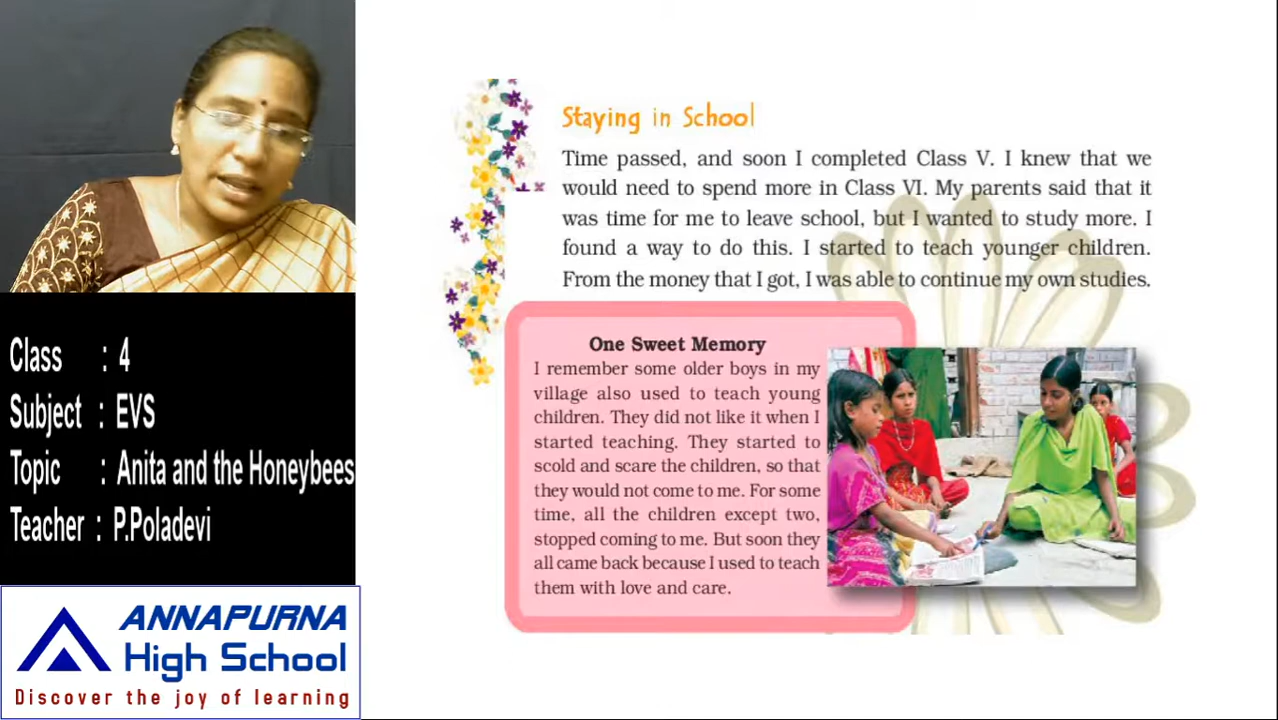 Staying in School
Time passed, and soon I completed Class V. I knew that we
would need to spend more in Class VI. My parents said that it
was time for me to leave school, but I wanted to study more. I
found a way to do this. I started to teach younger children.
From the money that I got, I was able to continue my own studies.
One Sweet Memory
I remember some older boys in my
village also used to teach young
children. They did not like it when I
started teaching. They started to
scold and scare the children, so that
they would not come to me. For some
time, all the children except two,
stopped coming to me. But soon they
all came back because I used to teach
them with love and care.
Class : 4
Subject : EVS
Topic : Anita and the Honeybees
Teacher : P.Poladevi
ANNAPURNA
High School
Discover the joy of learning